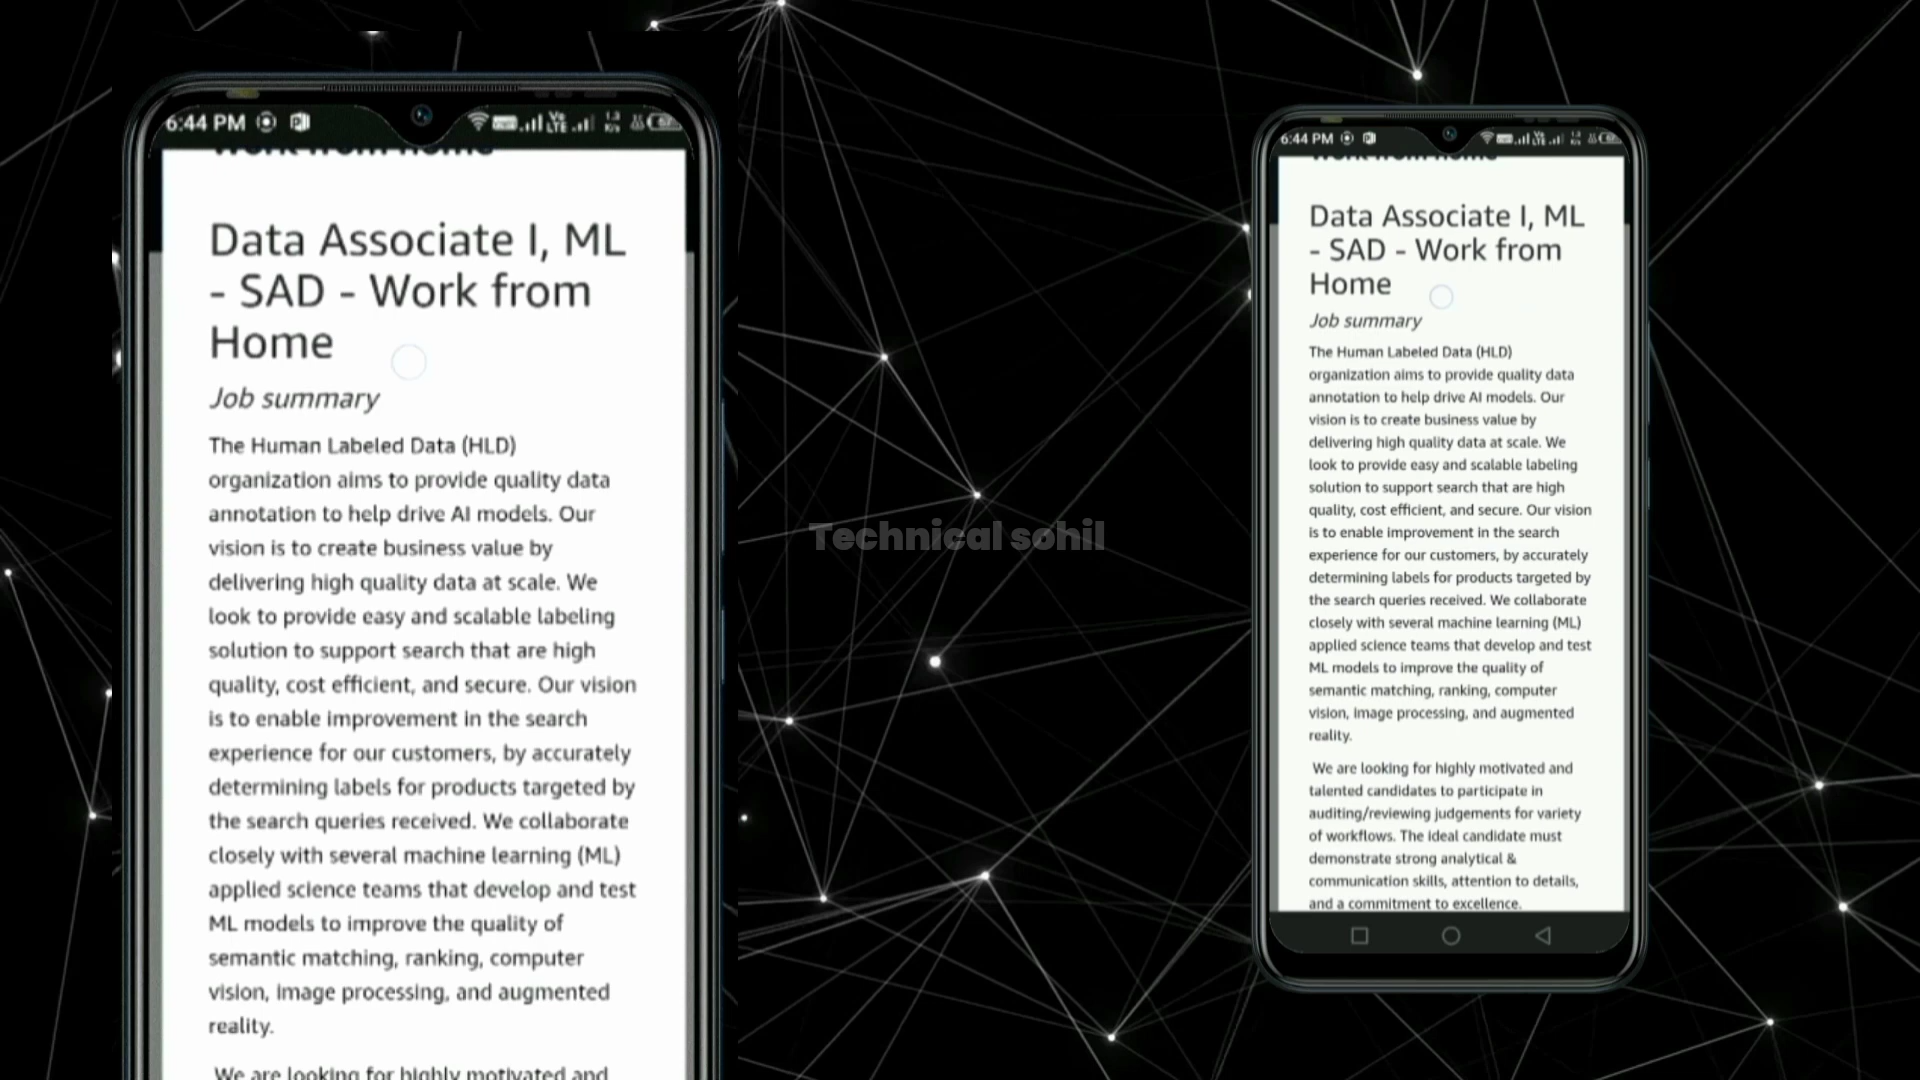 6:44 PM
Work from Home
Data Associate I, ML
- SAD - Work from
Home
Job summary
The Human Labeled Data (HLD)
organization aims to provide quality data
annotation to help drive AI models. Our
vision is to create business value by
delivering high quality data at scale. We
look to provide easy and scalable labeling
solution to support search that are high
quality, cost efficient, and secure. Our vision
is to enable improvement in the search
experience for our customers, by accurately
determining labels for products targeted by
the search queries received. We collaborate
closely with several machine learning (ML)
applied science teams that develop and test
ML models to improve the quality of
semantic matching, ranking, computer
vision, image processing, and augmented
reality.
We are looking for highly motivated and
Technical sohil
6:44 PM
Work from Home
Data Associate I, ML
- SAD - Work from
Home
Job summary
The Human Labeled Data (HLD)
organization aims to provide quality data
annotation to help drive AI models. Our
vision is to create business value by
delivering high quality data at scale. We
look to provide easy and scalable labeling
solution to support search that are high
quality, cost efficient, and secure. Our vision
is to enable improvement in the search
experience for our customers, by accurately
determining labels for products targeted by
the search queries received. We collaborate
closely with several machine learning (ML)
applied science teams that develop and test
ML models to improve the quality of
semantic matching, ranking, computer
vision, image processing, and augmented
reality.
We are looking for highly motivated and
talented candidates to participate in
auditing/reviewing judgements for variety
of workflows. The ideal candidate must
demonstrate strong analytical &
communication skills, attention to details,
and a commitment to excellence.